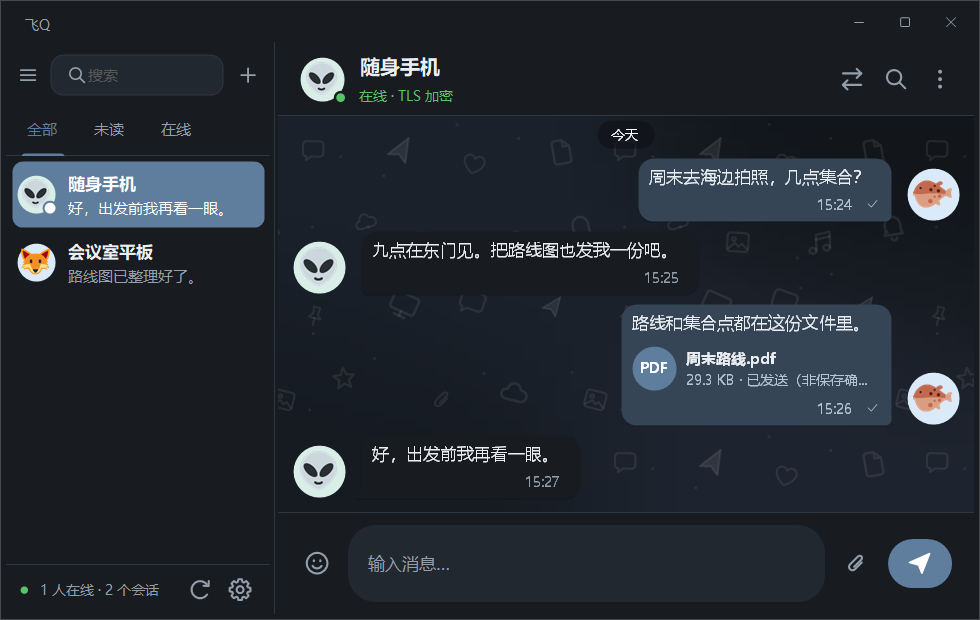 飞Q
搜索
全部 未读 在线
随身手机
好，出发前我再看一眼。
会议室平板
路线图已整理好了。
1 人在线 · 2 个会话
随身手机
在线 · TLS 加密
今天
周末去海边拍照，几点集合？
15:24
九点在东门见。把路线图也发我一份吧。
15:25
路线和集合点都在这份文件里。
PDF
周末路线.pdf
29.3 KB · 已发送（非保存确...
15:26
好，出发前我再看一眼。
15:27
输入消息...